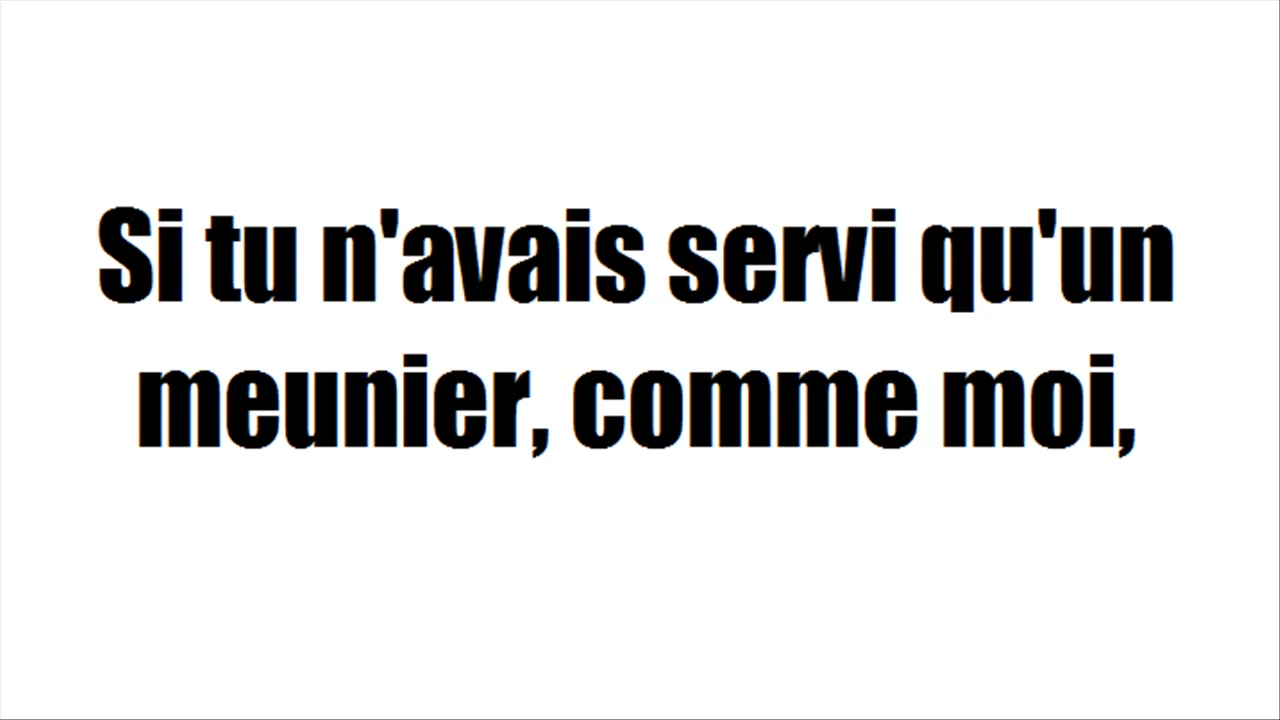 Si tu n'avais servi qu'un
meunier, comme moi,